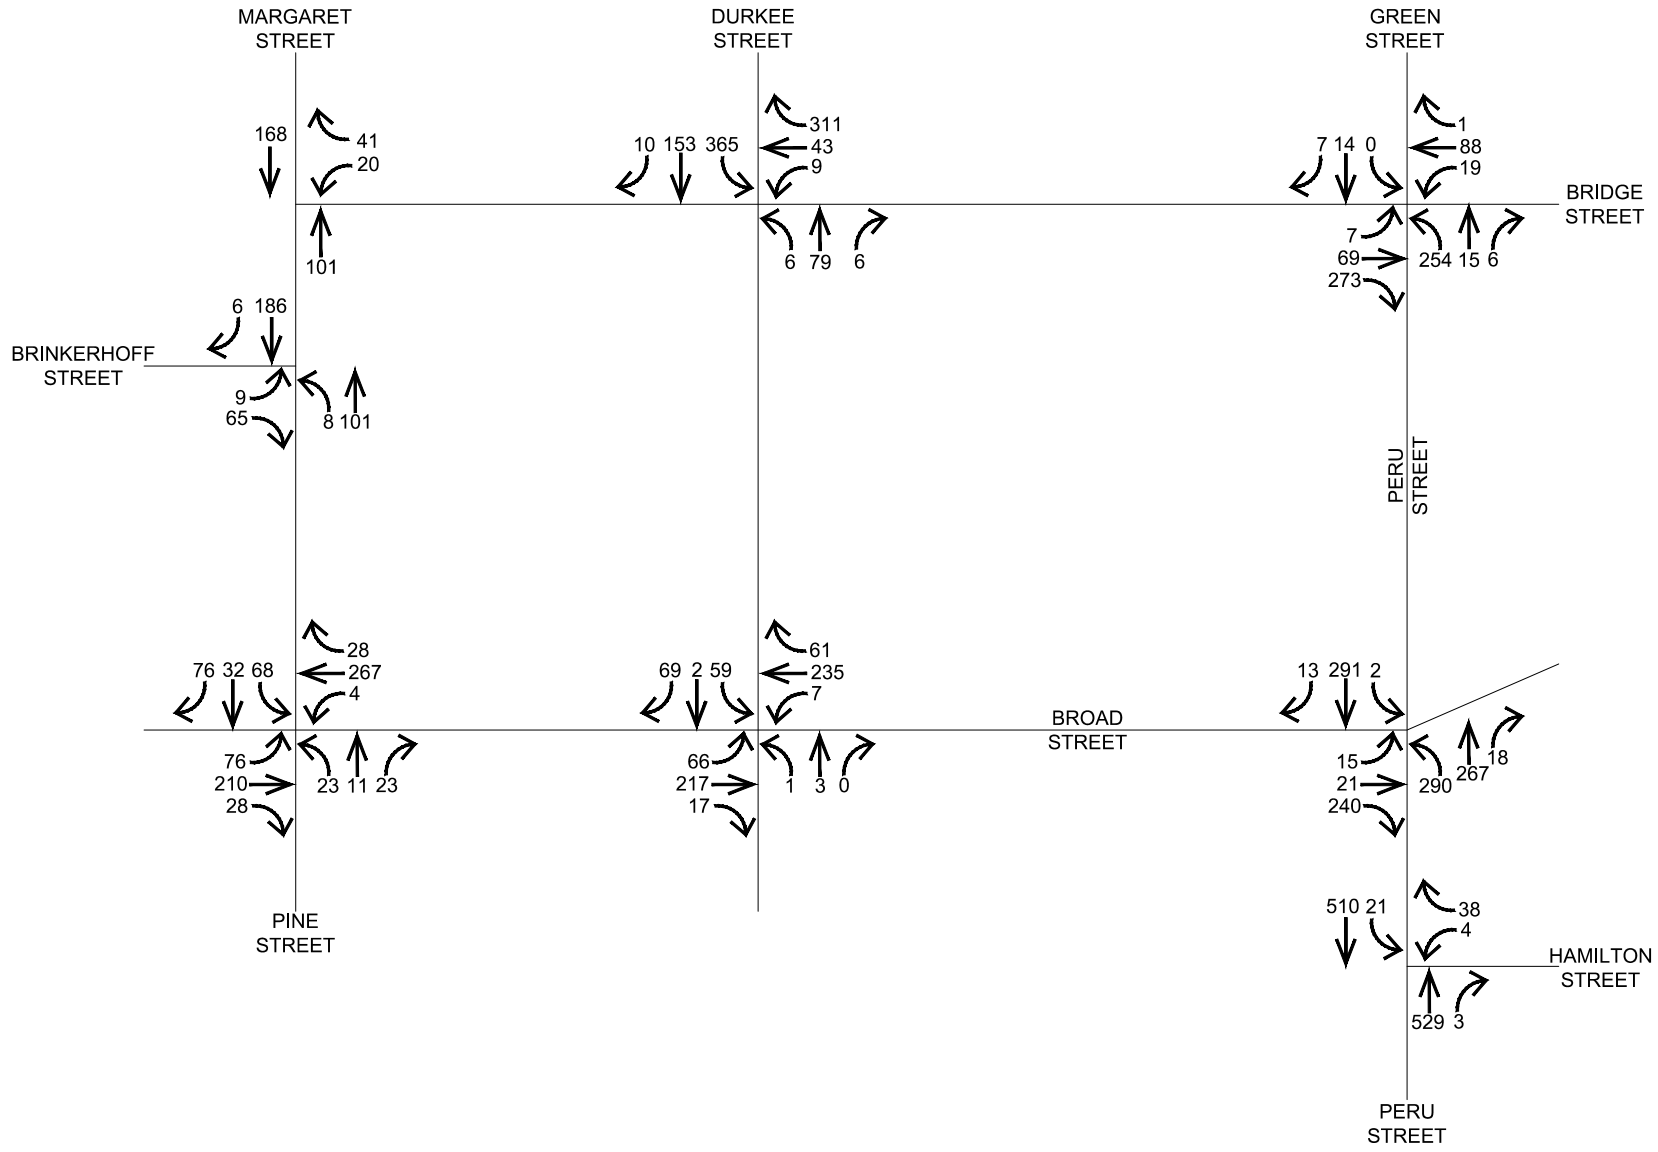 MARGARET
STREET
DURKEE
STREET
GREEN
STREET
168
41
20
101
10 153 365
311
43
9
6 79 6
7 14 0
1
88
19
7
69
273
254 15 6
BRIDGE
STREET
6 186
BRINKERHOFF
STREET
9
65
8 101
PERU
STREET
76 32 68
28
267
4
76
210
28
23 11 23
69 2 59
61
235
7
66
217
17
1 3 0
BROAD
STREET
13 291 2
15
21
240
290
267
18
PINE
STREET
510 21
38
4
HAMILTON
STREET
529 3
PERU
STREET